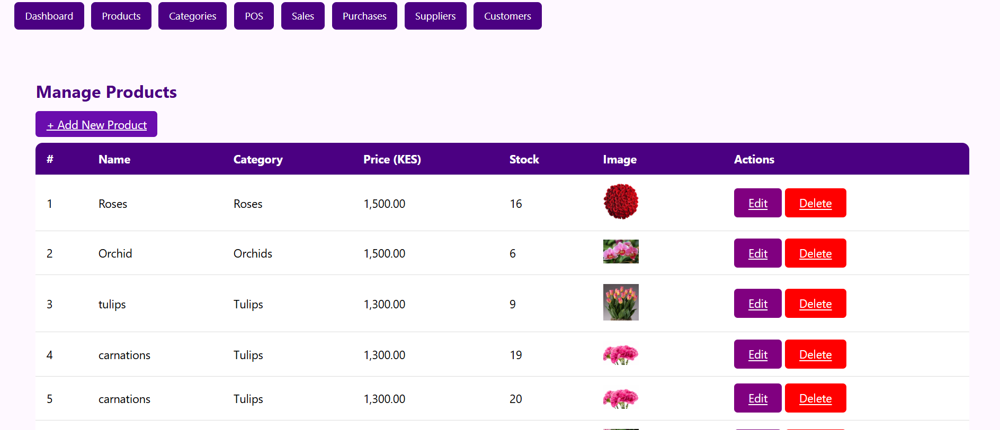 Dashboard Products Categories POS Sales Purchases Suppliers Customers
Manage Products
+ Add New Product
# Name Category Price (KES) Stock Image Actions
1 Roses Roses 1,500.00 16 Edit Delete
2 Orchid Orchids 1,500.00 6 Edit Delete
3 tulips Tulips 1,300.00 9 Edit Delete
4 carnations Tulips 1,300.00 19 Edit Delete
5 carnations Tulips 1,300.00 20 Edit Delete